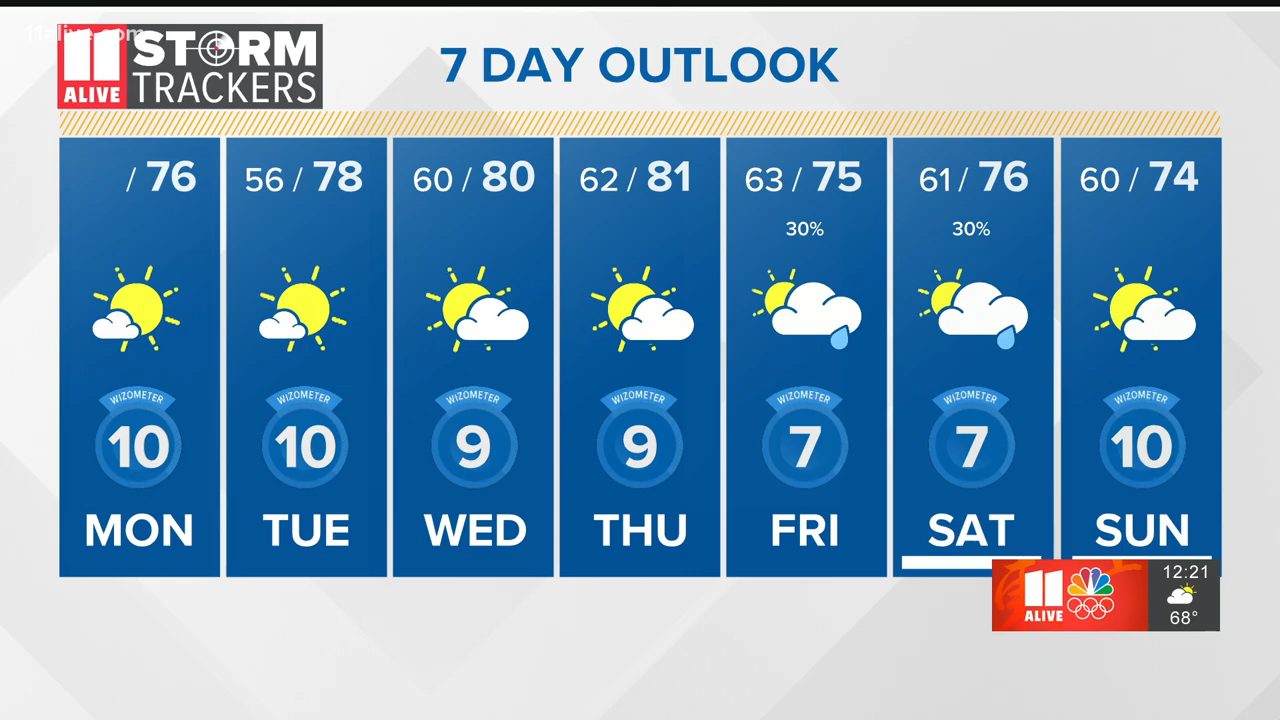 11alive.com
11 ALIVE
STORM
TRACKERS
7 DAY OUTLOOK
/ 76
56 / 78
60 / 80
62 / 81
63 / 75
61 / 76
60 / 74
30%
30%
WIZOMETER
WIZOMETER
WIZOMETER
WIZOMETER
WIZOMETER
WIZOMETER
WIZOMETER
10
10
9
9
7
7
10
MON
TUE
WED
THU
FRI
SAT
SUN
11
ALIVE
12:21
68°